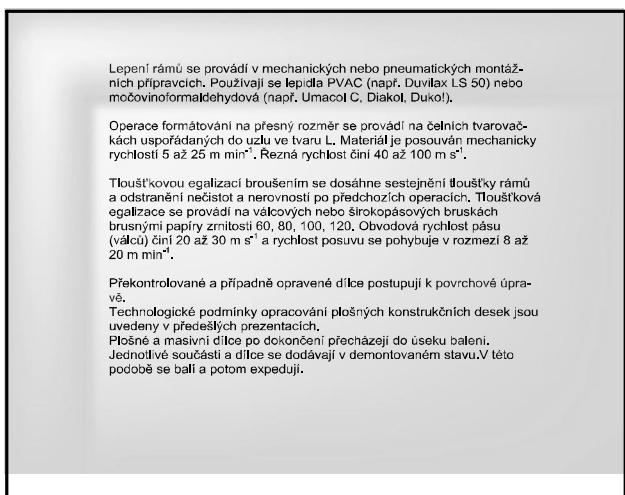 Lepení rámů se provádí v mechanických nebo pneumatických montáž-
ních přípravcích. Používají se lepidla PVAC (např. Duvilax LS 50) nebo
močovinoformaldehydová (např. Umacol C, Diakol, Duko!).
Operace formátování na přesný rozměr se provádí na čelních tvarovač-
kách uspořádaných do uzlu ve tvaru L. Materiál je posouván mechanicky
rychlostí 5 až 25 m min⁻¹. Řezná rychlost činí 40 až 100 m s⁻¹.
Tloušťkovou egalizací broušením se dosáhne sestejnění tloušťky rámů
a odstranění nečistot a nerovností po předchozích operacích. Tloušťková
egalizace se provádí na válcových nebo širokopásových bruskách
brusnými papíry zrnitosti 60, 80, 100, 120. Obvodová rychlost pásu
(válců) činí 20 až 30 m s⁻¹ a rychlost posuvu se pohybuje v rozmezí 8 až
20 m min⁻¹.
Překontrolované a případně opravené dílce postupují k povrchové úpra-
vě.
Technologické podmínky opracování plošných konstrukčních desek jsou
uvedeny v předešlých prezentacích.
Plošné a masivní dílce po dokončení přecházejí do úseku balení.
Jednotlivé součásti a dílce se dodávají v demontovaném stavu.V této
podobě se balí a potom expedují.